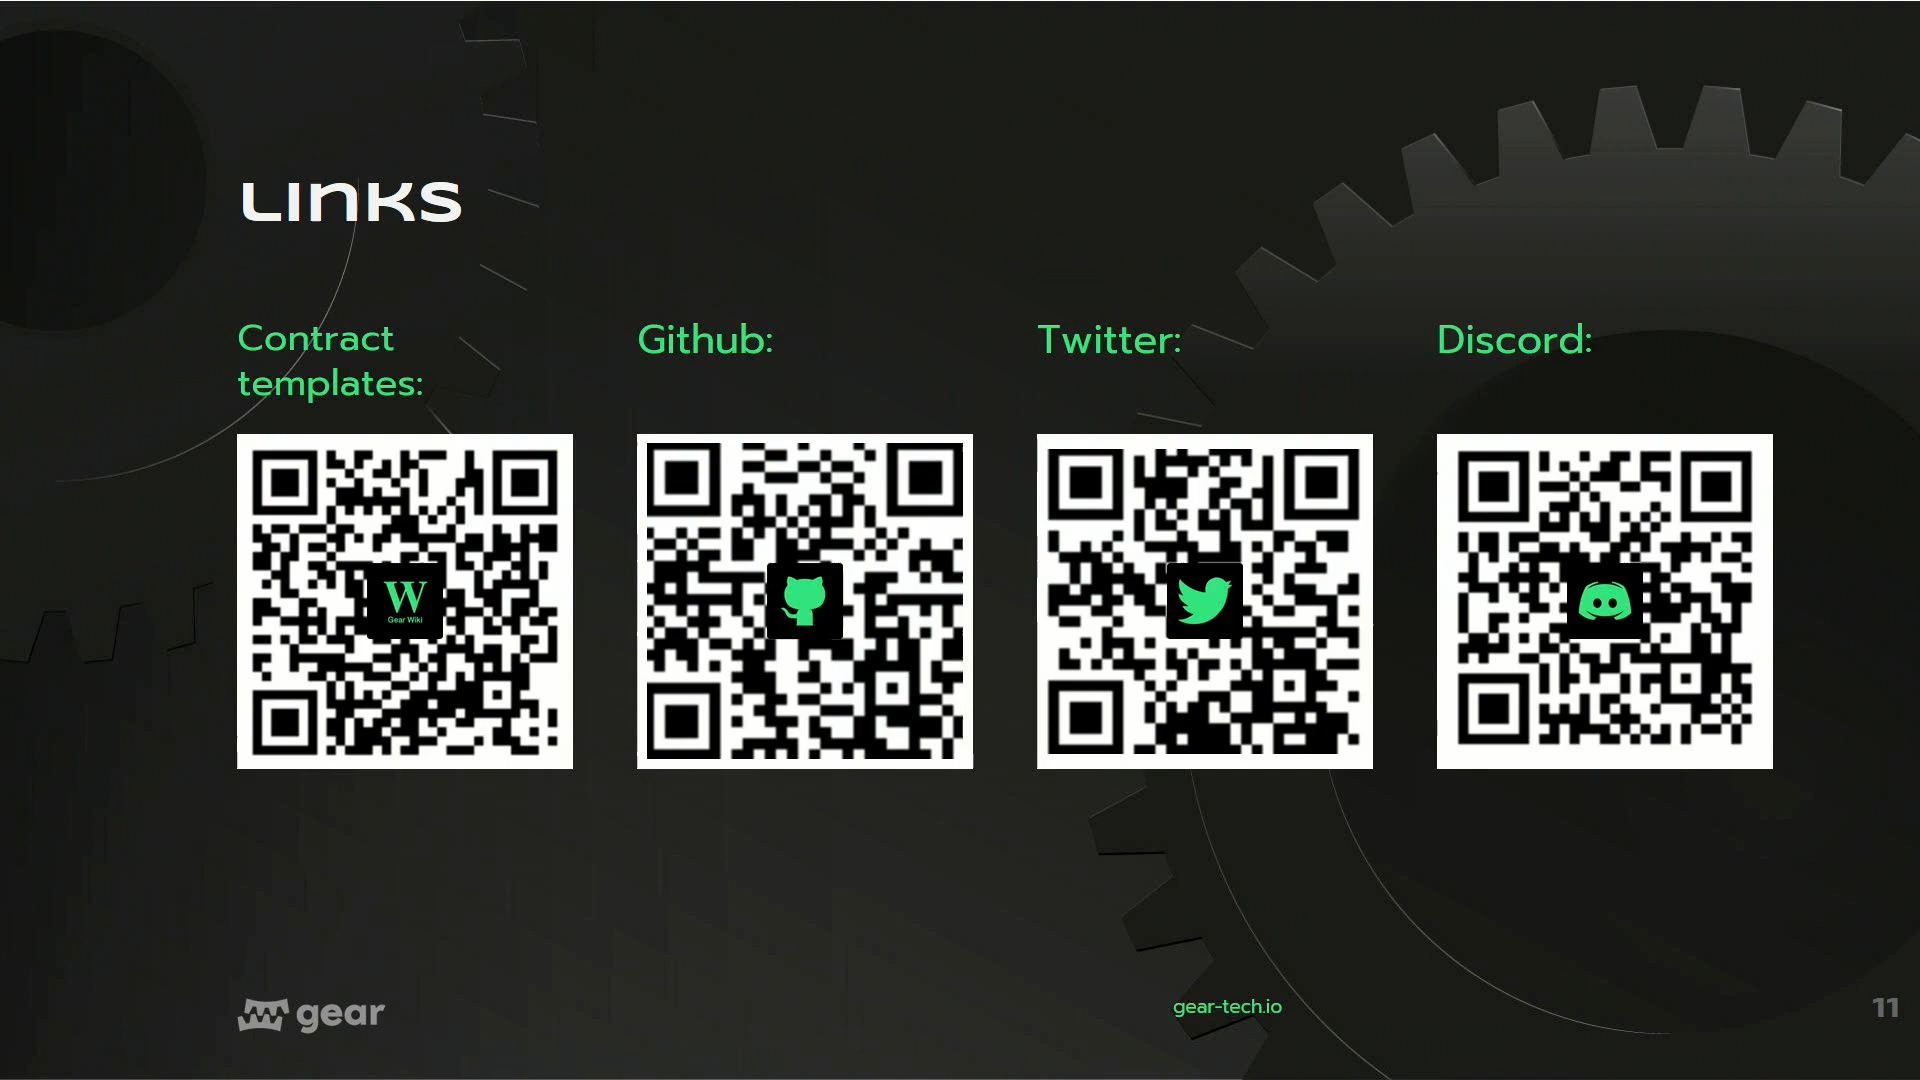 LINKS
Contract
templates:
Github:
Twitter:
Discord:
W
Gear Wiki
gear
gear-tech.io
11